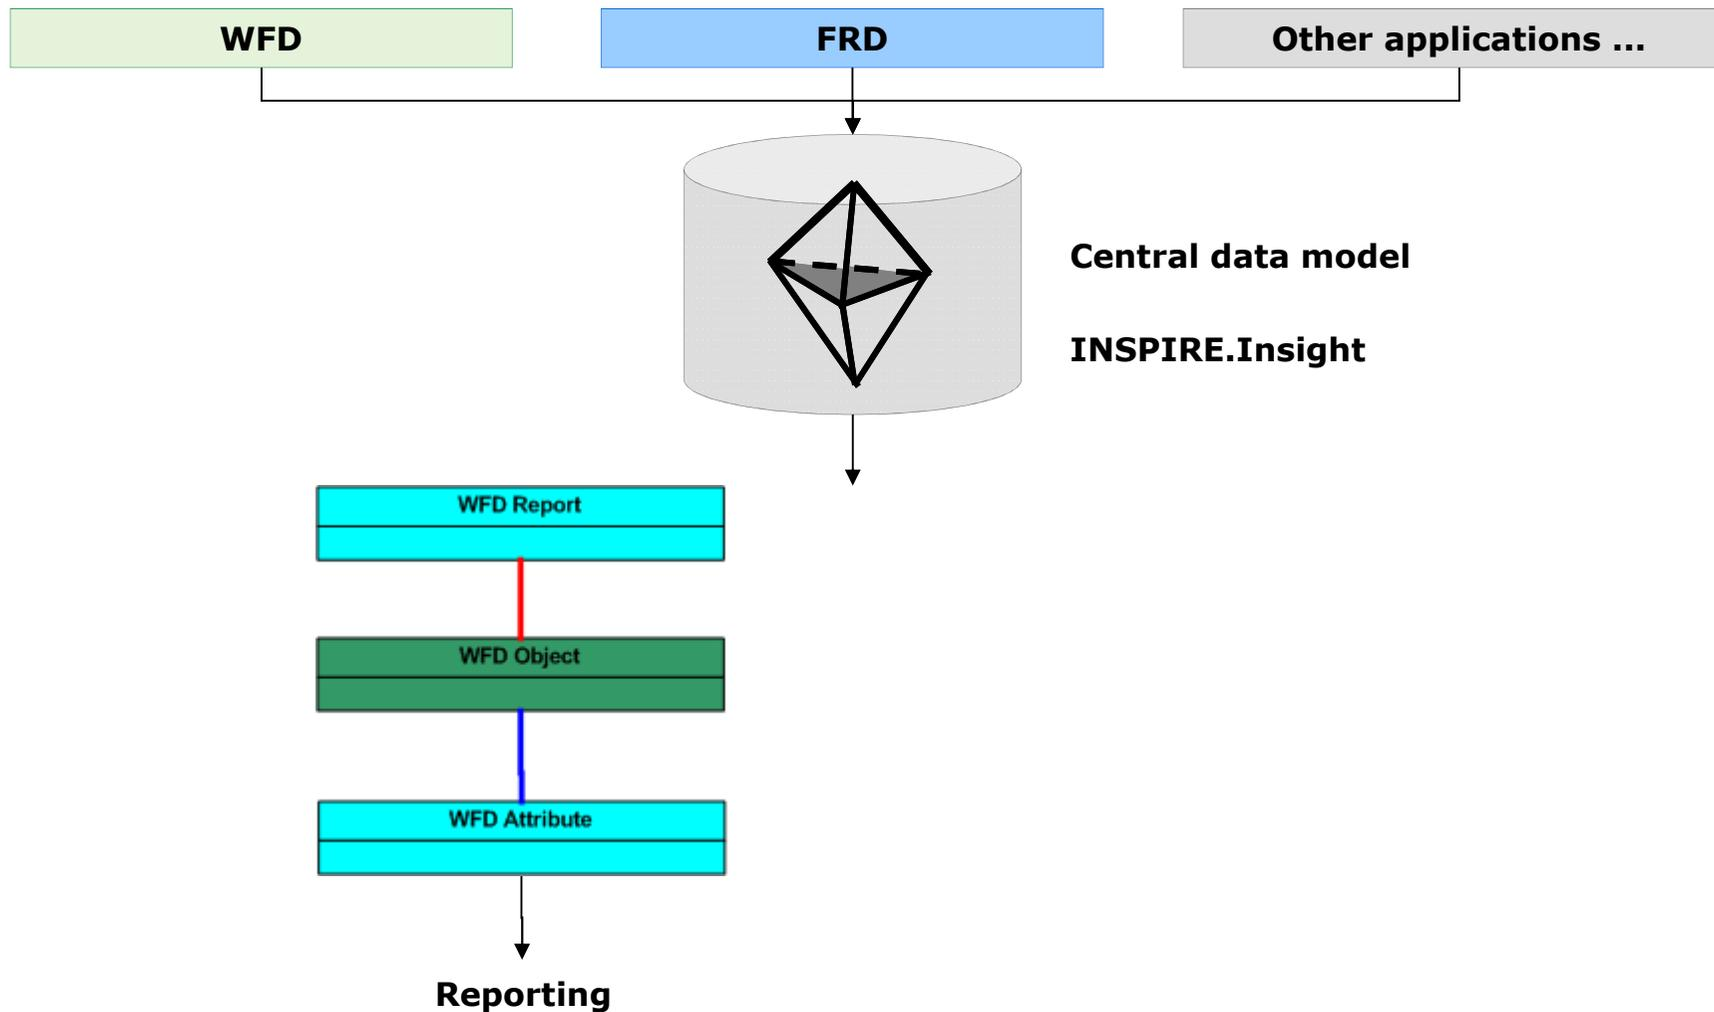 WFD
FRD
Other applications ...
Central data model
INSPIRE.Insight
WFD Report
WFD Object
WFD Attribute
Reporting